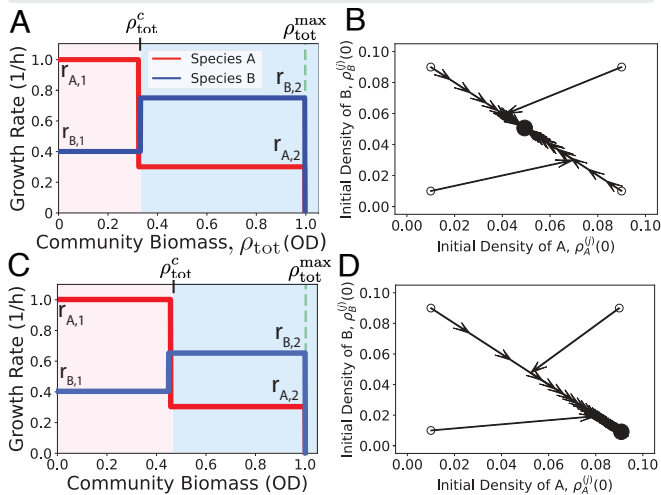 A
ρ_tot^c
ρ_tot^max
Growth Rate (1/h)
1.0
0.8
0.6
0.4
0.2
0
r_A,1
r_B,1
Species A
Species B
r_B,2
r_A,2
0.0 0.2 0.4 0.6 0.8 1.0
Community Biomass, ρ_tot (OD)
B
Initial Density of B, ρ_B^(j)(0)
0.10
0.08
0.06
0.04
0.02
0.00
0.00 0.02 0.04 0.06 0.08 0.10
Initial Density of A, ρ_A^(j)(0)
C
ρ_tot^c
ρ_tot^max
Growth Rate (1/h)
1.0
0.8
0.6
0.4
0.2
0
r_A,1
r_B,1
r_B,2
r_A,2
0.0 0.2 0.4 0.6 0.8 1.0
Community Biomass (OD)
D
Initial Density of B, ρ_B^(j)(0)
0.10
0.08
0.06
0.04
0.02
0.00
0.00 0.02 0.04 0.06 0.08 0.10
Initial Density of A, ρ_A^(j)(0)